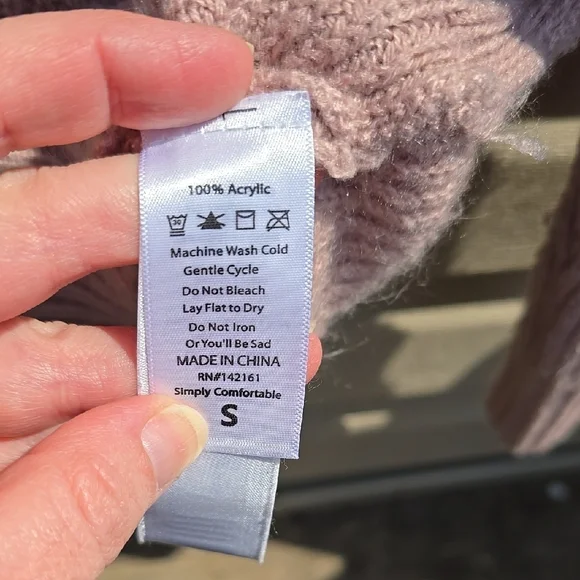 100% Acrylic
30
Machine Wash Cold
Gentle Cycle
Do Not Bleach
Lay Flat to Dry
Do Not Iron
Or You'll Be Sad
MADE IN CHINA
RN#142161
Simply Comfortable
S